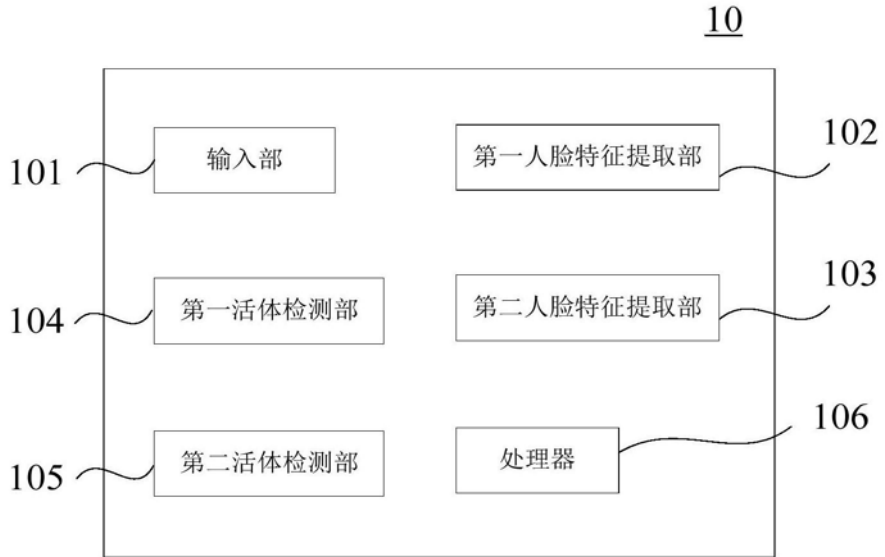 10
101
输入部
第一人脸特征提取部
102
104
第一活体检测部
第二人脸特征提取部
103
105
第二活体检测部
处理器
106